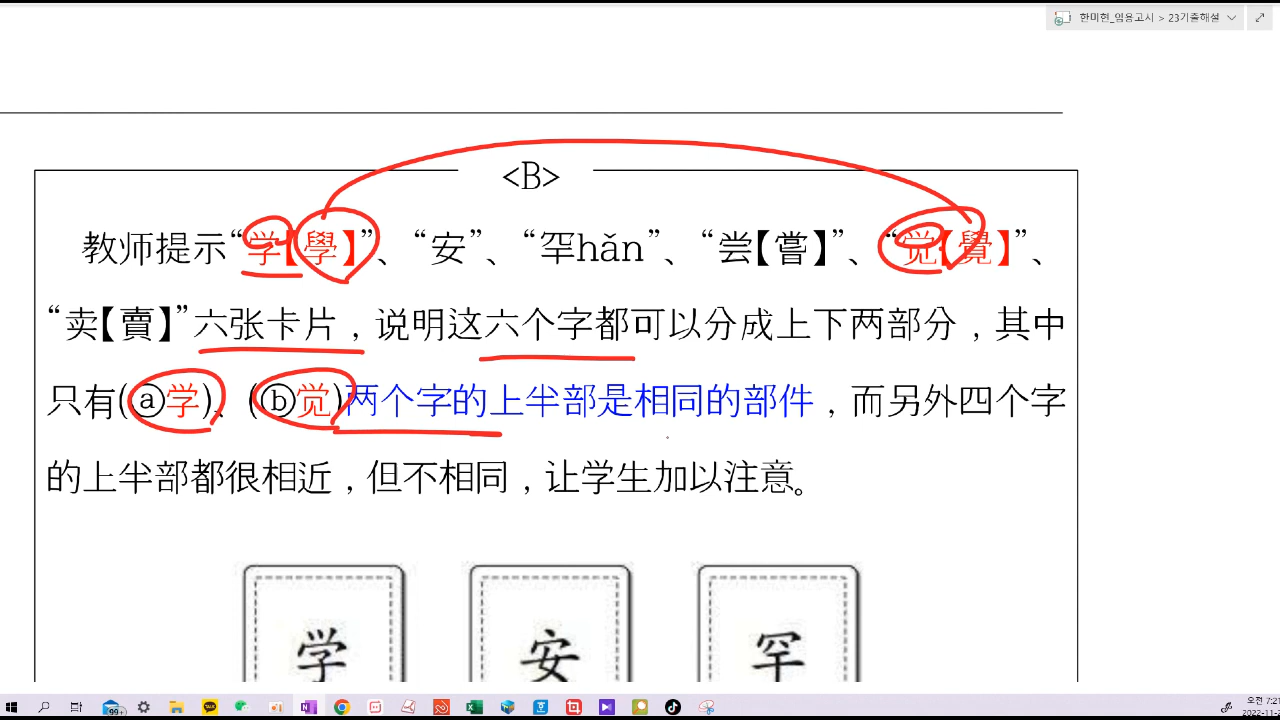 한미현_임용고시 > 23기출해설
<B>
教师提示“学【學】”、“安”、“罕hǎn”、“尝【嘗】”、“觉【覺】”、
“卖【賣】”六张卡片，说明这六个字都可以分成上下两部分，其中
只有(ⓐ学)、(ⓑ觉)两个字的上半部是相同的部件，而另外四个字
的上半部都很相近，但不相同，让学生加以注意。
学 安 罕
99+
TALK